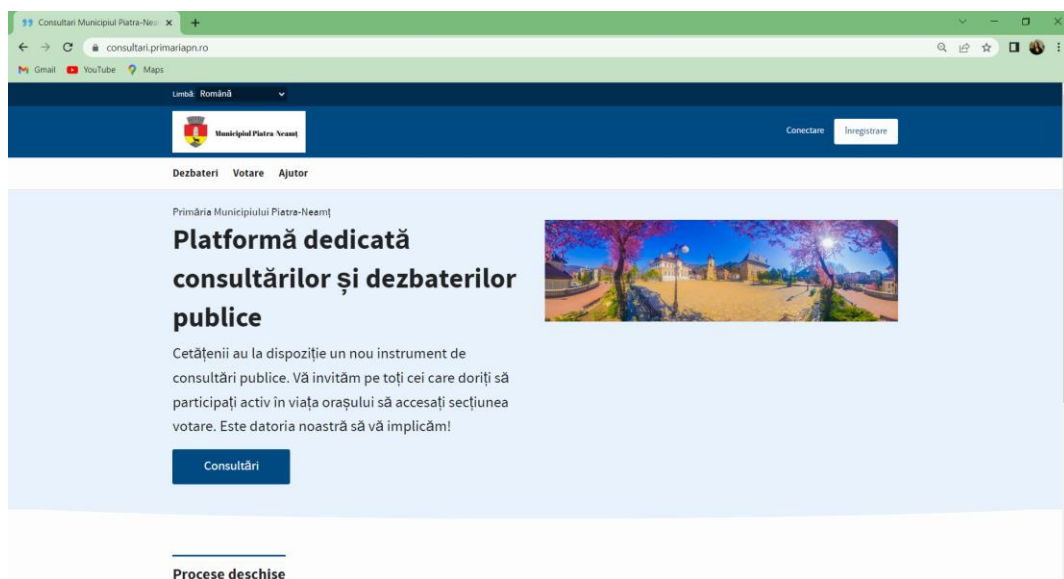 Consultari Municipiul Piatra-Nea
consultari.primariapn.ro
Gmail YouTube Maps
Limbă: Română
Municipiul Piatra Neamț
Conectare Înregistrare
Dezbateri Votare Ajutor
Primăria Municipiului Piatra-Neamț
Platformă dedicată
consultărilor și dezbaterilor
publice
Cetățenii au la dispoziție un nou instrument de
consultări publice. Vă invităm pe toți cei care doriți să
participați activ în viața orașului să accesați secțiunea
votare. Este datoria noastră să vă implicăm!
Consultări
Procese deschise